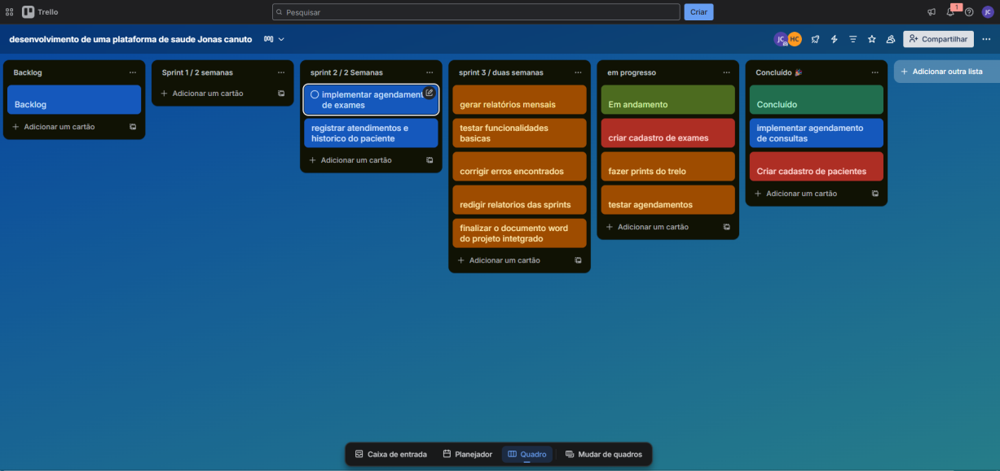 Trello
Pesquisar
Criar
1
JC
desenvolvimento de uma plataforma de saude Jonas canuto
JC
HC
Compartilhar
Backlog
Backlog
Adicionar um cartão
Sprint 1 / 2 semanas
Adicionar um cartão
sprint 2 / 2 Semanas
implementar agendament
de exames
registrar atendimentos e
historico do paciente
Adicionar um cartão
sprint 3 / duas semanas
gerar relatórios mensais
testar funcionalidades
basicas
corrigir erros encontrados
redigir relatorios das sprints
finalizar o documento word
do projeto intetgrado
Adicionar um cartão
em progresso
Em andamento
criar cadastro de exames
fazer prints do trelo
testar agendamentos
Adicionar um cartão
Concluído 🎉
Concluído
implementar agendamento
de consultas
Criar cadastro de pacientes
Adicionar um cartão
Adicionar outra lista
Caixa de entrada
Planejador
Quadro
Mudar de quadros